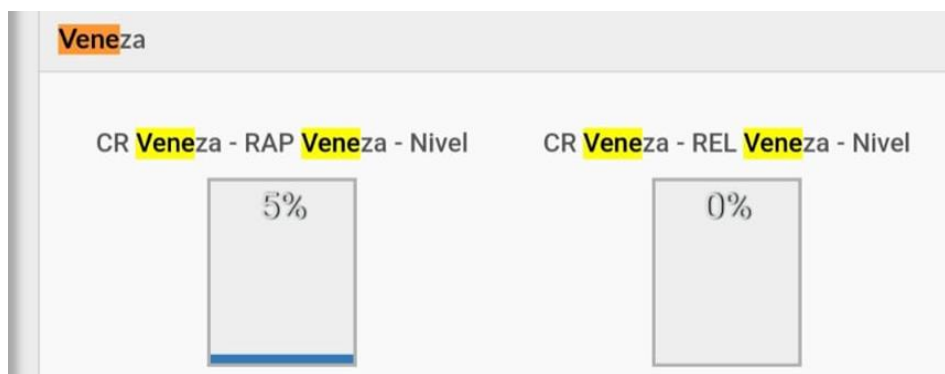 Veneza
CR Veneza - RAP Veneza - Nivel
CR Veneza - REL Veneza - Nivel
5%
0%